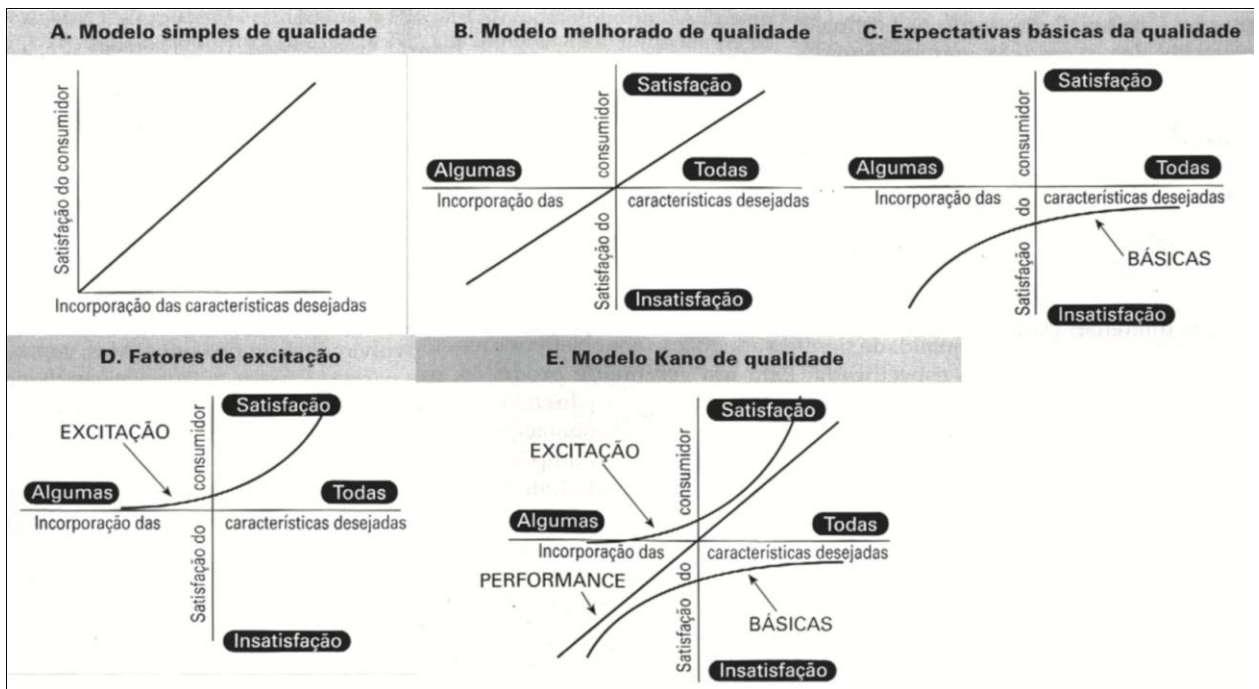 A. Modelo simples de qualidade
Satisfação do consumidor
Incorporação das características desejadas
B. Modelo melhorado de qualidade
Satisfação
Satisfação do consumidor
Algumas
Todas
Incorporação das características desejadas
Insatisfação
C. Expectativas básicas da qualidade
Satisfação
Satisfação do consumidor
Algumas
Todas
Incorporação das características desejadas
BÁSICAS
Insatisfação
D. Fatores de excitação
Satisfação
Satisfação do consumidor
EXCITAÇÃO
Algumas
Todas
Incorporação das características desejadas
Insatisfação
E. Modelo Kano de qualidade
Satisfação
Satisfação do consumidor
EXCITAÇÃO
Algumas
Todas
Incorporação das características desejadas
PERFORMANCE
BÁSICAS
Insatisfação